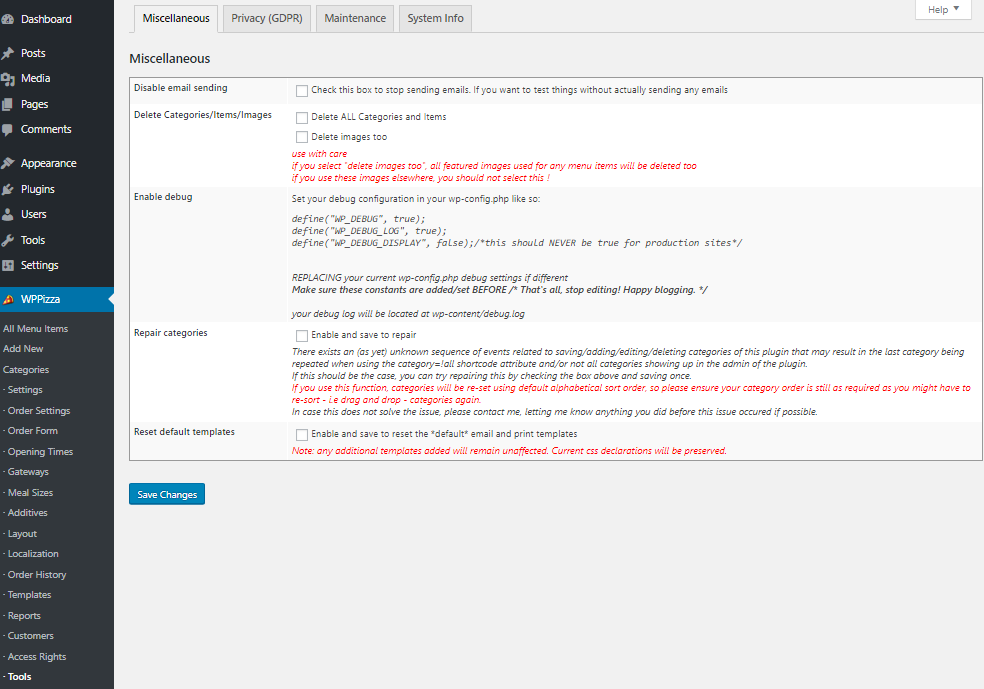 Dashboard
Posts
Media
Pages
Comments
Appearance
Plugins
Users
Tools
Settings
WPPizza
All Menu Items
Add New
Categories
· Settings
· Order Settings
· Order Form
· Opening Times
· Gateways
· Meal Sizes
· Additives
· Layout
· Localization
· Order History
· Templates
· Reports
· Customers
· Access Rights
· Tools
Miscellaneous
Privacy (GDPR)
Maintenance
System Info
Help
Miscellaneous
Disable email sending
Check this box to stop sending emails. If you want to test things without actually sending any emails
Delete Categories/Items/Images
Delete ALL Categories and Items
Delete images too
use with care
if you select "delete images too", all featured images used for any menu items will be deleted too
if you use these images elsewhere, you should not select this !
Enable debug
Set your debug configuration in your wp-config.php like so:
define("WP_DEBUG", true);
define("WP_DEBUG_LOG", true);
define("WP_DEBUG_DISPLAY", false);/*this should NEVER be true for production sites*/
REPLACING your current wp-config.php debug settings if different
Make sure these constants are added/set BEFORE /* That's all, stop editing! Happy blogging. */
your debug log will be located at wp-content/debug.log
Repair categories
Enable and save to repair
There exists an (as yet) unknown sequence of events related to saving/adding/editing/deleting categories of this plugin that may result in the last category being
repeated when using the category=!all shortcode attribute and/or not all categories showing up in the admin of the plugin.
If this should be the case, you can try repairing this by checking the box above and saving once.
If you use this function, categories will be re-set using default alphabetical sort order, so please ensure your category order is still as required as you might have to
re-sort - i.e drag and drop - categories again.
In case this does not solve the issue, please contact me, letting me know anything you did before this issue occured if possible.
Reset default templates
Enable and save to reset the *default* email and print templates
Note: any additional templates added will remain unaffected. Current css declarations will be preserved.
Save Changes